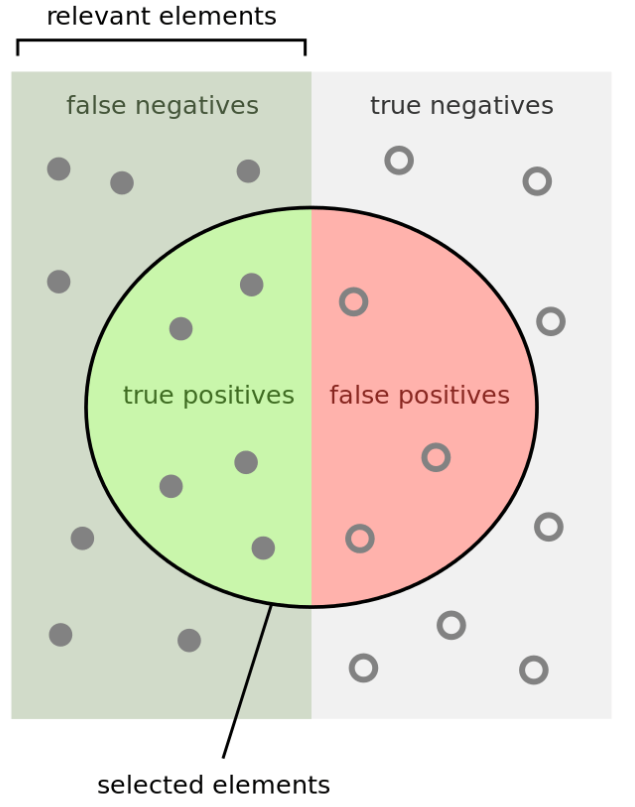 relevant elements
false negatives
true negatives
true positives
false positives
selected elements